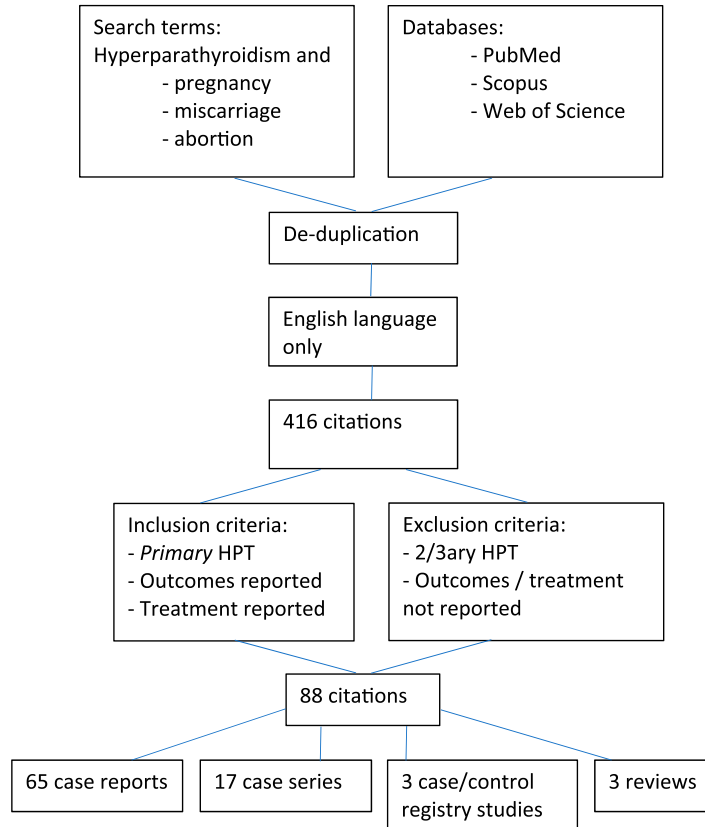 Search terms:
Hyperparathyroidism and
- pregnancy
- miscarriage
- abortion
Databases:
- PubMed
- Scopus
- Web of Science
De-duplication
English language
only
416 citations
Inclusion criteria:
- Primary HPT
- Outcomes reported
- Treatment reported
Exclusion criteria:
- 2/3ary HPT
- Outcomes / treatment
not reported
88 citations
65 case reports
17 case series
3 case/control
registry studies
3 reviews